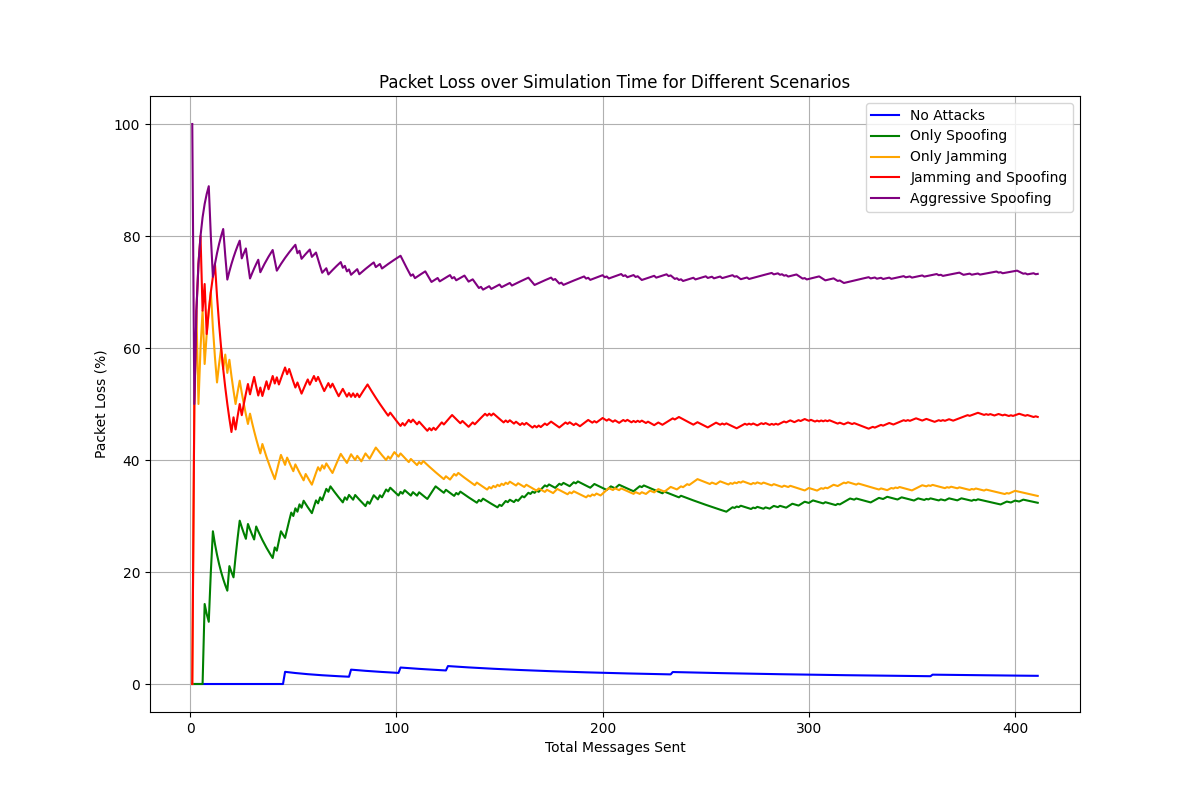 Packet Loss over Simulation Time for Different Scenarios
No Attacks
Only Spoofing
Only Jamming
Jamming and Spoofing
Aggressive Spoofing
Packet Loss (%)
100
80
60
40
20
0
0 100 200 300 400
Total Messages Sent